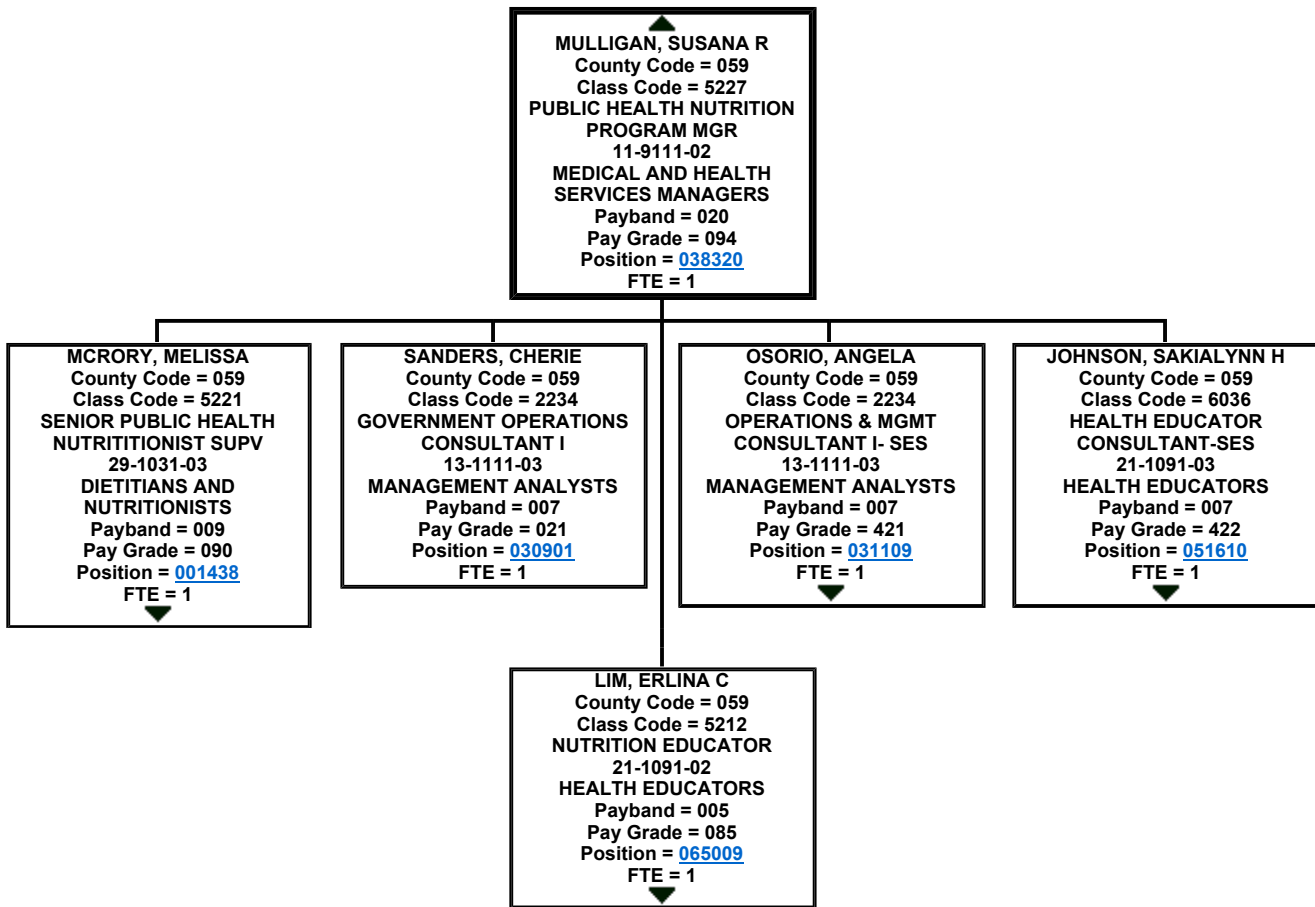 MULLIGAN, SUSANA R
County Code = 059
Class Code = 5227
PUBLIC HEALTH NUTRITION
PROGRAM MGR
11-9111-02
MEDICAL AND HEALTH
SERVICES MANAGERS
Payband = 020
Pay Grade = 094
Position = 038320
FTE = 1
MCRORY, MELISSA
County Code = 059
Class Code = 5221
SENIOR PUBLIC HEALTH
NUTRITITIONIST SUPV
29-1031-03
DIETITIANS AND
NUTRITIONISTS
Payband = 009
Pay Grade = 090
Position = 001438
FTE = 1
SANDERS, CHERIE
County Code = 059
Class Code = 2234
GOVERNMENT OPERATIONS
CONSULTANT I
13-1111-03
MANAGEMENT ANALYSTS
Payband = 007
Pay Grade = 021
Position = 030901
FTE = 1
OSORIO, ANGELA
County Code = 059
Class Code = 2234
OPERATIONS & MGMT
CONSULTANT I- SES
13-1111-03
MANAGEMENT ANALYSTS
Payband = 007
Pay Grade = 421
Position = 031109
FTE = 1
JOHNSON, SAKIALYNN H
County Code = 059
Class Code = 6036
HEALTH EDUCATOR
CONSULTANT-SES
21-1091-03
HEALTH EDUCATORS
Payband = 007
Pay Grade = 422
Position = 051610
FTE = 1
LIM, ERLINA C
County Code = 059
Class Code = 5212
NUTRITION EDUCATOR
21-1091-02
HEALTH EDUCATORS
Payband = 005
Pay Grade = 085
Position = 065009
FTE = 1